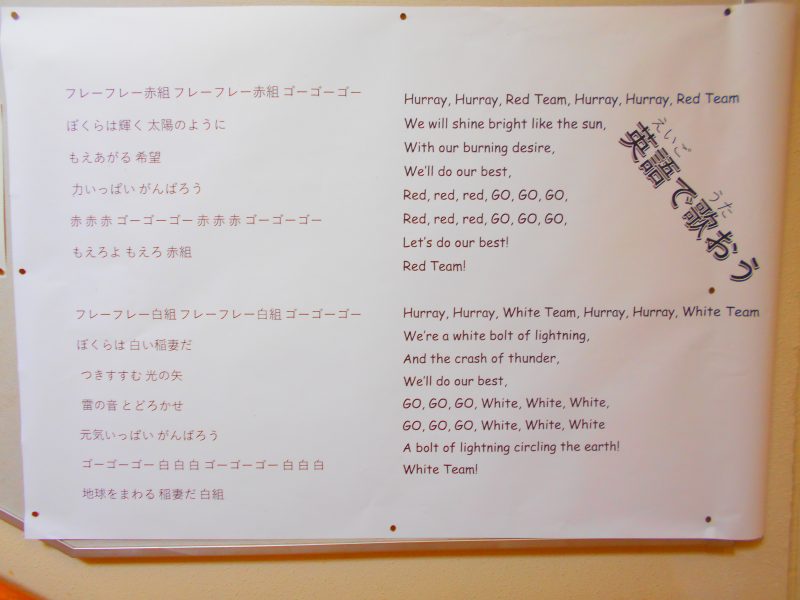 フレーフレー赤組 フレーフレー赤組 ゴーゴーゴー
ぼくらは輝く 太陽のように
もえあがる 希望
力いっぱい がんばろう
赤 赤 赤 ゴーゴーゴー 赤 赤 赤 ゴーゴーゴー
もえろよ もえろ 赤組
フレーフレー白組 フレーフレー白組 ゴーゴーゴー
ぼくらは 白い稲妻だ
つきすすむ 光の矢
雷の音 とどろかせ
元気いっぱい がんばろう
ゴーゴーゴー 白 白 白 ゴーゴーゴー 白 白 白
地球をまわる 稲妻だ 白組
Hurray, Hurray, Red Team, Hurray, Hurray, Red Team
We will shine bright like the sun,
With our burning desire,
We'll do our best,
Red, red, red, GO, GO, GO,
Red, red, red, GO, GO, GO,
Let's do our best!
Red Team!
Hurray, Hurray, White Team, Hurray, Hurray, White Team
We're a white bolt of lightning,
And the crash of thunder,
We'll do our best,
GO, GO, GO, White, White, White,
GO, GO, GO, White, White, White
A bolt of lightning circling the earth!
White Team!
えいご うた
英語で歌おう